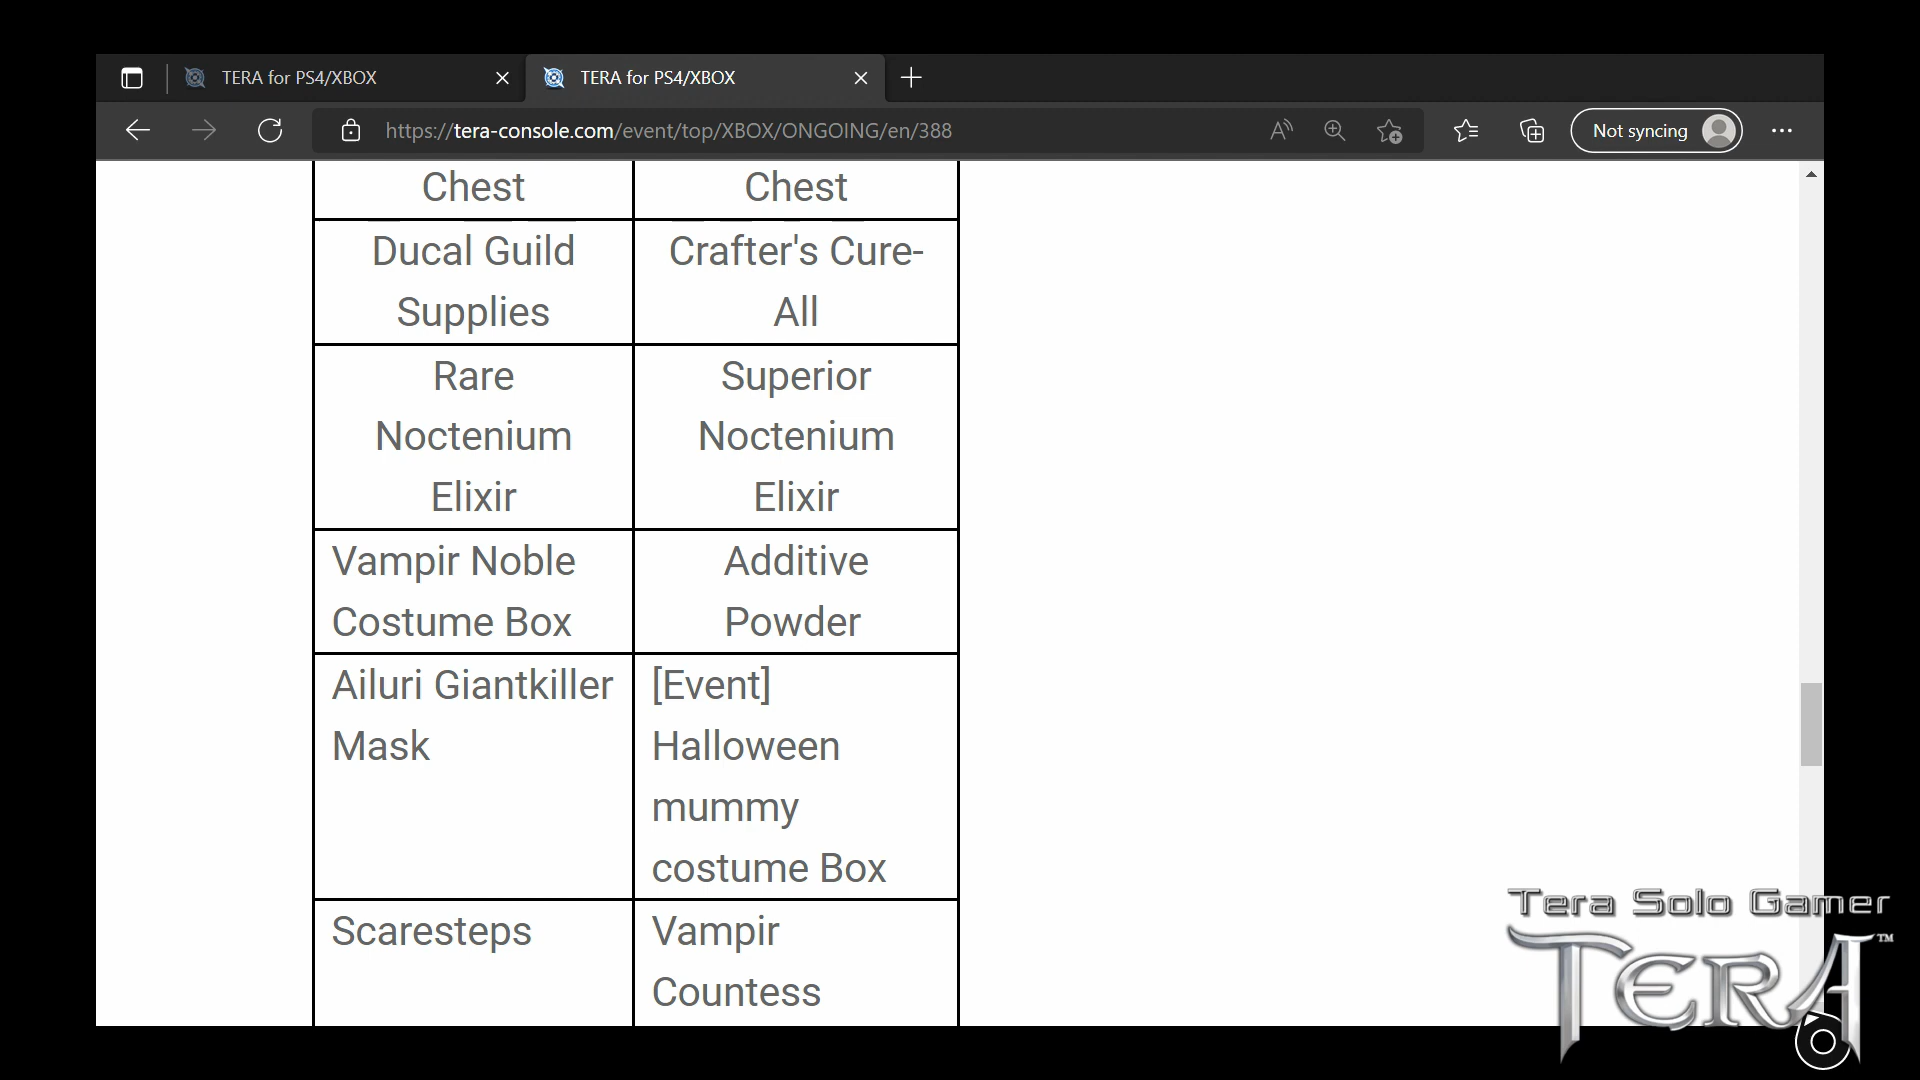 TERA for PS4/XBOX
TERA for PS4/XBOX
https://tera-console.com/event/top/XBOX/ONGOING/en/388
Not syncing
Chest
Chest
Ducal Guild
Supplies
Crafter's Cure-
All
Rare
Noctenium
Elixir
Superior
Noctenium
Elixir
Vampir Noble
Costume Box
Additive
Powder
Ailuri Giantkiller
Mask
[Event]
Halloween
mummy
costume Box
Scaresteps
Vampir
Countess
Tera Solo Gamer
TERA™